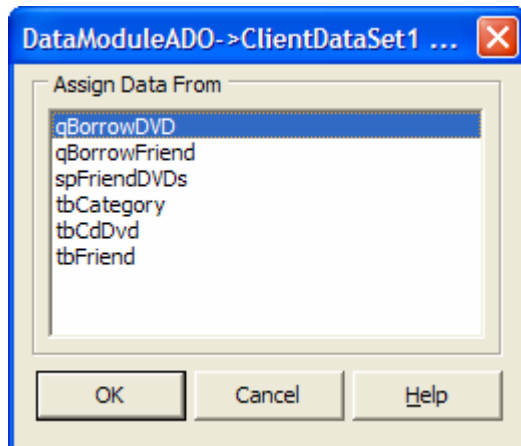 DataModuleADO->ClientDataSet1 ...
Assign Data From
qBorrowDVD
qBorrowFriend
spFriendDVDs
tbCategory
tbCdDvd
tbFriend
OK
Cancel
Help